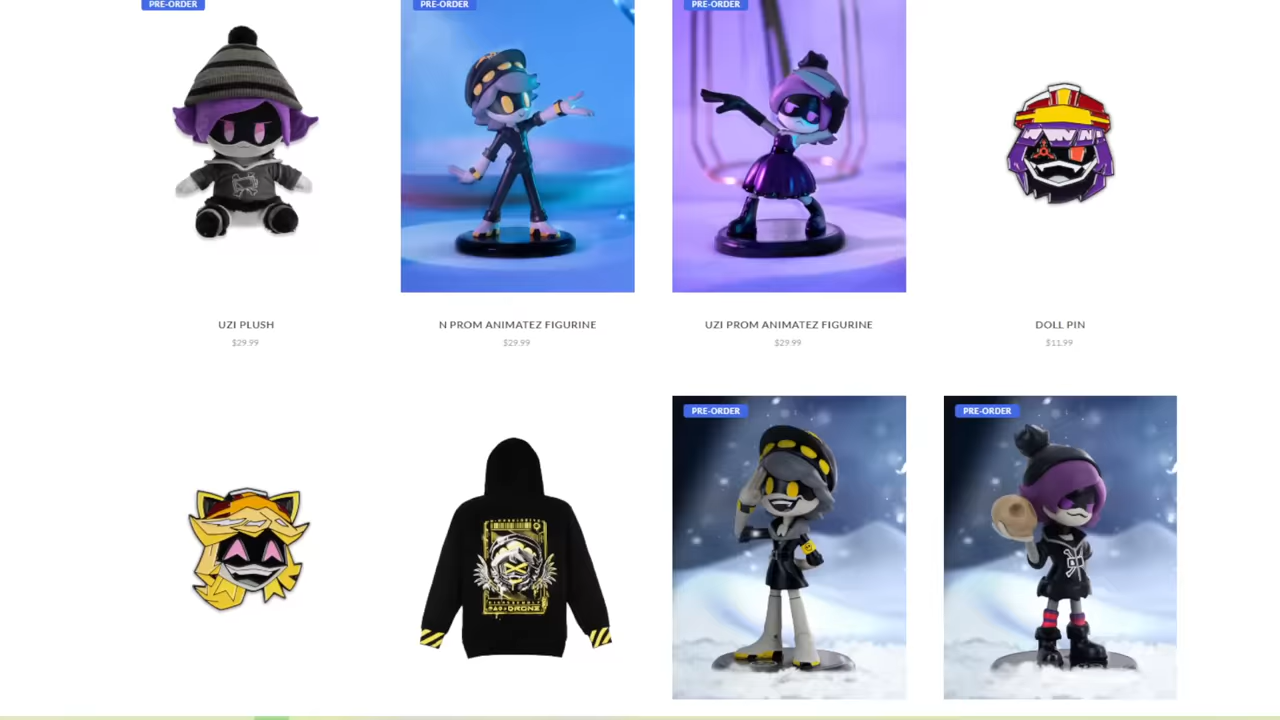 PRE-ORDER
PRE-ORDER
PRE-ORDER
UZI PLUSH
N PROM ANIMATEZ FIGURINE
UZI PROM ANIMATEZ FIGURINE
DOLL PIN
$29.99
$29.99
$29.99
$11.99
PRE-ORDER
PRE-ORDER
DRONE